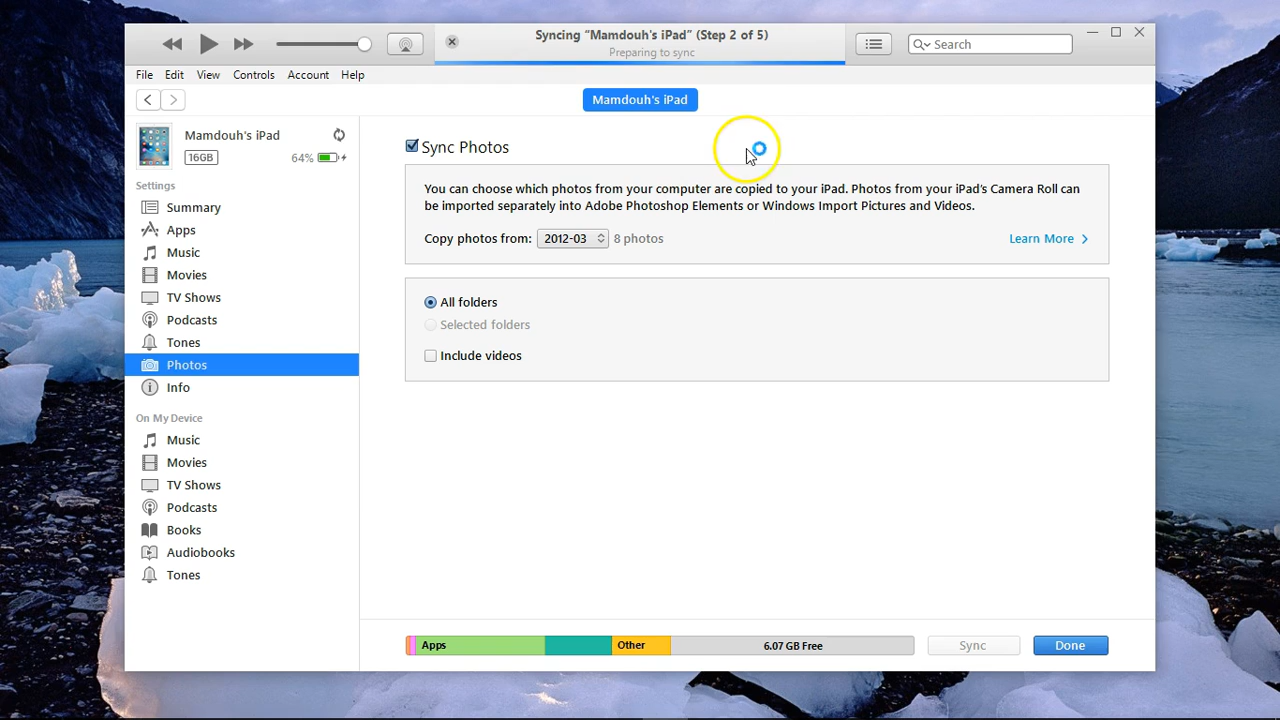 Syncing “Mamdouh's iPad” (Step 2 of 5)
Preparing to sync
Search
File Edit View Controls Account Help
Mamdouh's iPad
Mamdouh's iPad
16GB 64%
Settings
Summary
Apps
Music
Movies
TV Shows
Podcasts
Tones
Photos
Info
On My Device
Music
Movies
TV Shows
Podcasts
Books
Audiobooks
Tones
Sync Photos
You can choose which photos from your computer are copied to your iPad. Photos from your iPad's Camera Roll can
be imported separately into Adobe Photoshop Elements or Windows Import Pictures and Videos.
Copy photos from: 2012-03 8 photos Learn More
All folders
Selected folders
Include videos
Apps Other 6.07 GB Free Sync Done